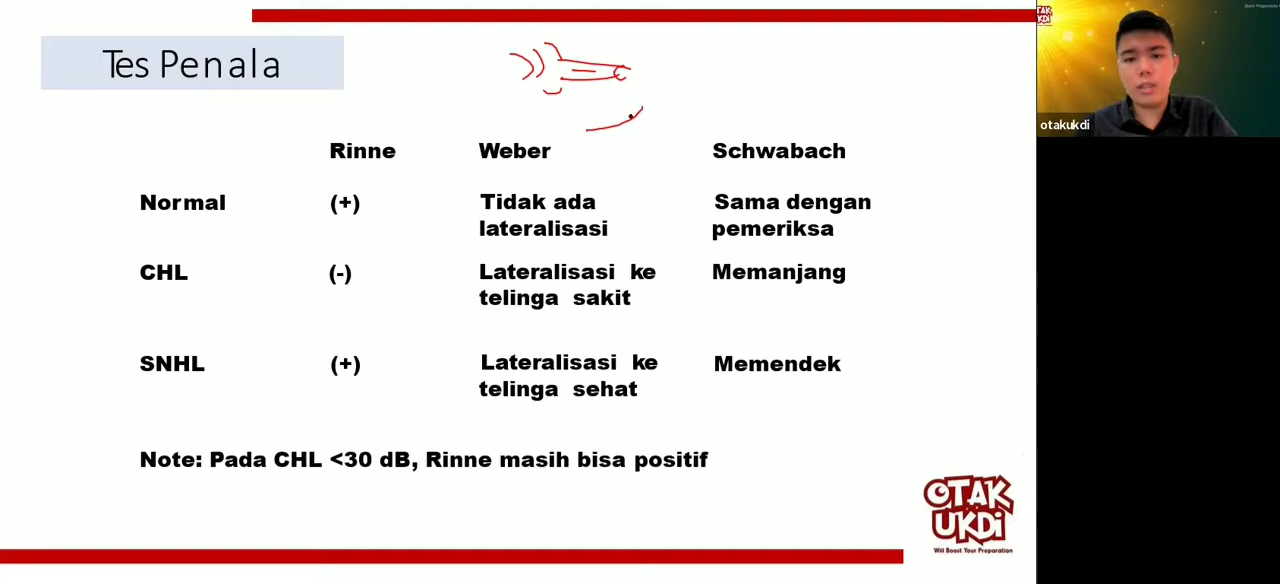 Tes Penala
Rinne Weber Schwabach
Normal (+) Tidak ada lateralisasi Sama dengan pemeriksa
CHL (-) Lateralisasi ke telinga sakit Memanjang
SNHL (+) Lateralisasi ke telinga sehat Memendek
Note: Pada CHL <30 dB, Rinne masih bisa positif
OTAK
UKDI
Will Boost Your Preparation
otakukdi